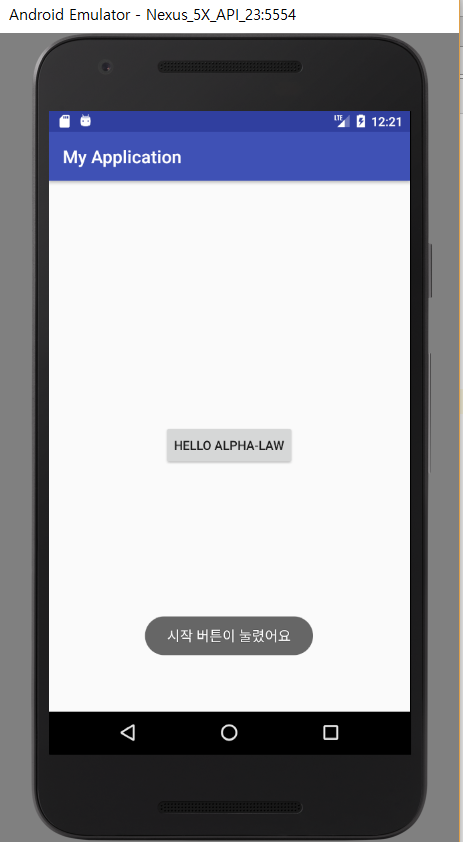 Android Emulator - Nexus_5X_API_23:5554
LTE 12:21
My Application
HELLO ALPHA-LAW
시작 버튼이 눌렸어요